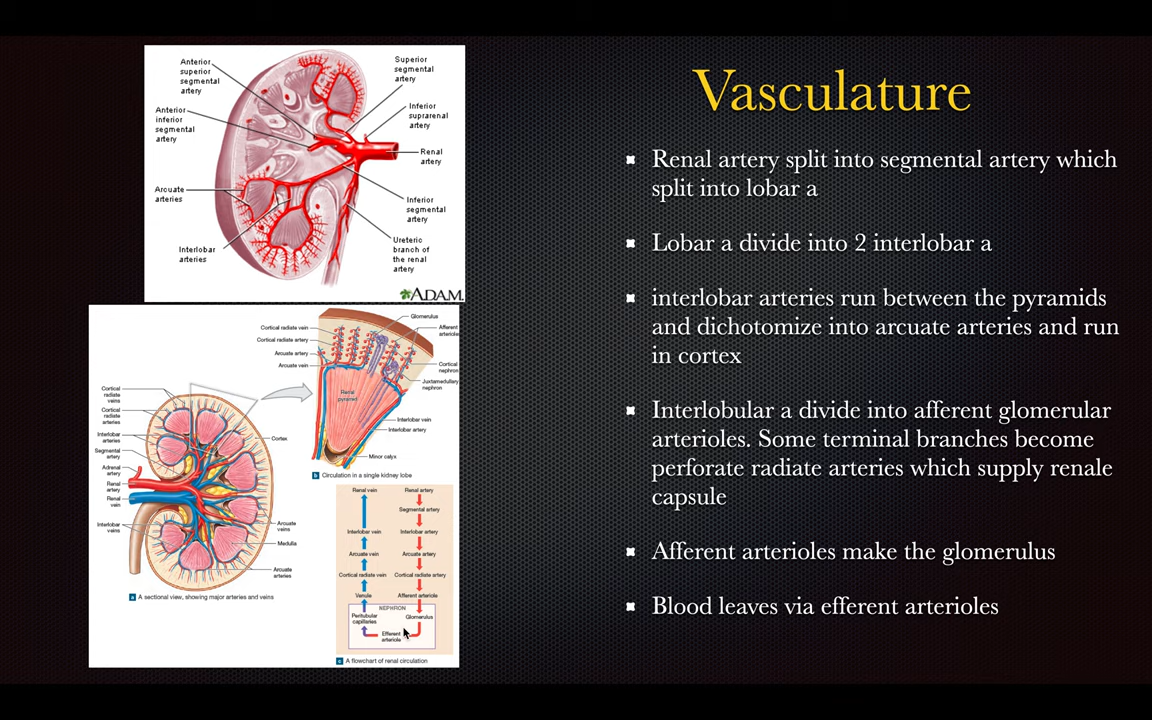 Vasculature
Renal artery split into segmental artery which
split into lobar a
Lobar a divide into 2 interlobar a
interlobar arteries run between the pyramids
and dichotomize into arcuate arteries and run
in cortex
Interlobular a divide into afferent glomerular
arterioles. Some terminal branches become
perforate radiate arteries which supply renale
capsule
Afferent arterioles make the glomerulus
Blood leaves via efferent arterioles
Anterior
superior
segmental
artery
Anterior
inferior
segmental
artery
Arcuate
arteries
Interlobar
arteries
Superior
segmental
artery
Inferior
suprarenal
artery
Renal
artery
Inferior
segmental
artery
Ureteric
branch of
the renal
artery
ADAM.
Cortical
radiate
veins
Cortical
radiate
arteries
Interlobar
arteries
Segmental
artery
Adrenal
artery
Renal
artery
Renal
vein
Interlobar
veins
Cortex
Arcuate
veins
Medulla
Arcuate
arteries
a A sectional view, showing major arteries and veins
Glomerulus
Cortical radiate vein
Cortical radiate artery
Arcuate artery
Arcuate vein
Afferent
arterioles
Cortical
nephron
Juxtamedullary
nephron
Renal
pyramid
Interlobar vein
Interlobar artery
Minor calyx
b Circulation in a single kidney lobe
Renal vein
Interlobar vein
Arcuate vein
Cortical radiate vein
Venule
Peritubular
capillaries
Renal artery
Segmental artery
Interlobar artery
Arcuate artery
Cortical radiate artery
Afferent arteriole
NEPHRON
Glomerulus
Efferent
arteriole
c A flowchart of renal circulation